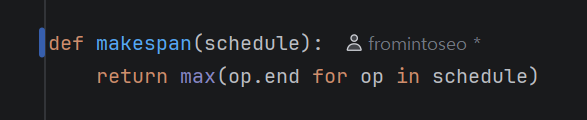 def makespan(schedule): fromintoseo *
    return max(op.end for op in schedule)